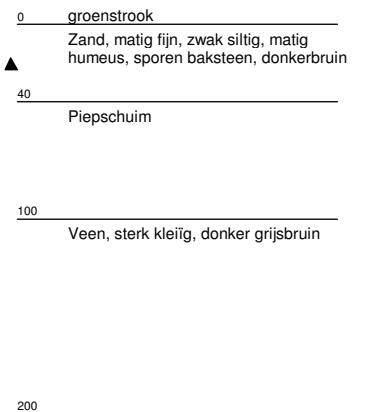 0 groenstrook
Zand, matig fijn, zwak siltig, matig
humeus, sporen baksteen, donkerbruin
40
Piepschuim
100
Veen, sterk kleiïg, donker grijsbruin
200